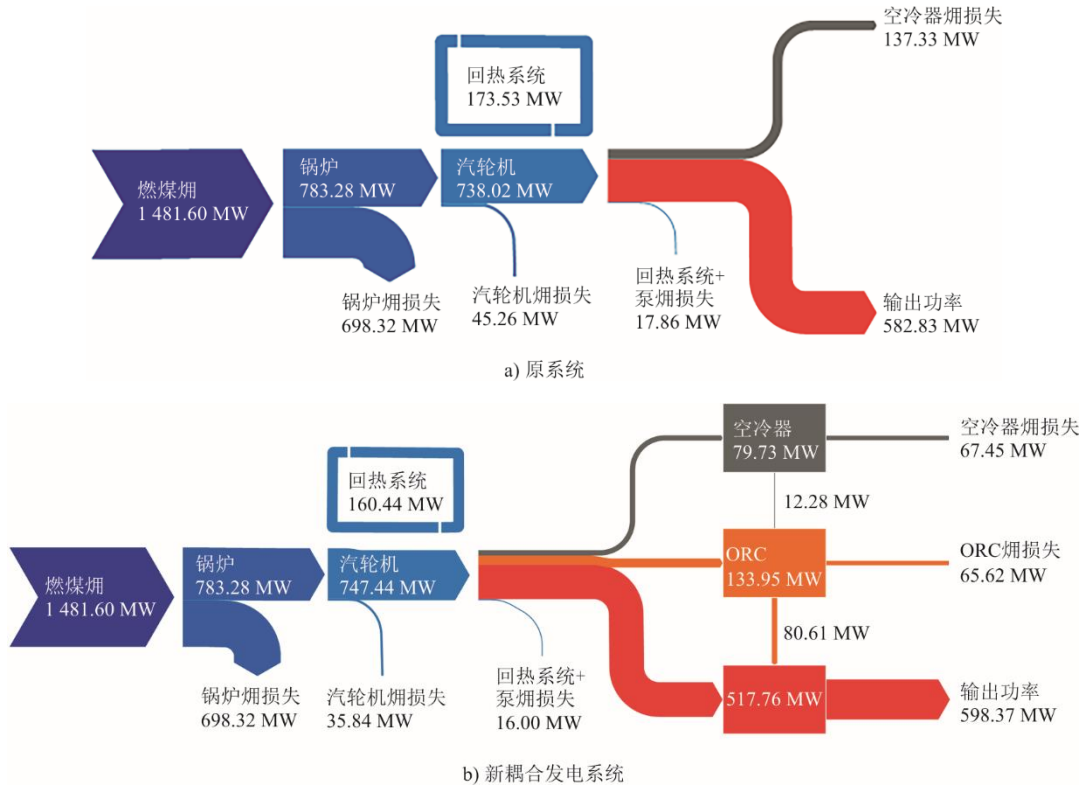 空冷器㶲损失
137.33 MW
回热系统
173.53 MW
燃煤㶲
1 481.60 MW
锅炉
783.28 MW
汽轮机
738.02 MW
锅炉㶲损失
698.32 MW
汽轮机㶲损失
45.26 MW
回热系统+
泵㶲损失
17.86 MW
输出功率
582.83 MW
a) 原系统
空冷器
79.73 MW
空冷器㶲损失
67.45 MW
回热系统
160.44 MW
12.28 MW
燃煤㶲
1 481.60 MW
锅炉
783.28 MW
汽轮机
747.44 MW
ORC
133.95 MW
ORC㶲损失
65.62 MW
80.61 MW
锅炉㶲损失
698.32 MW
汽轮机㶲损失
35.84 MW
回热系统+
泵㶲损失
16.00 MW
517.76 MW
输出功率
598.37 MW
b) 新耦合发电系统